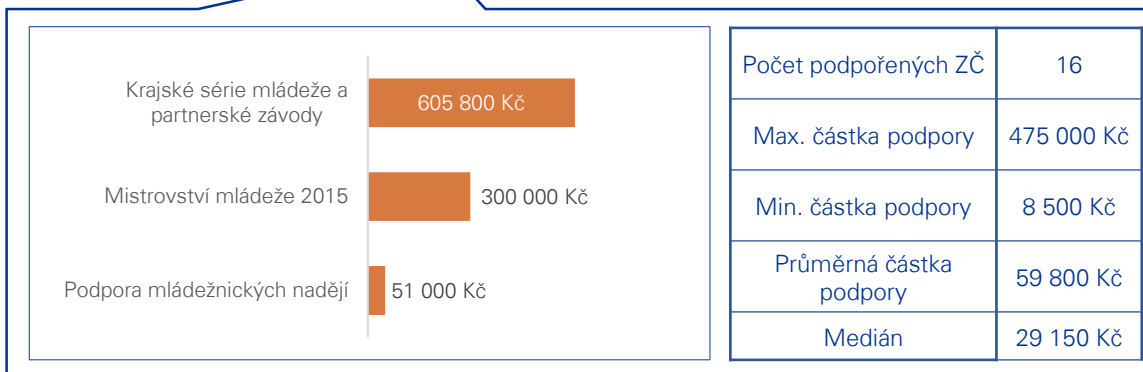 Krajské série mládeže a
partnerské závody
605 800 Kč
Mistrovství mládeže 2015
300 000 Kč
Podpora mládežnických nadějí
51 000 Kč
Počet podpořených ZČ
16
Max. částka podpory
475 000 Kč
Min. částka podpory
8 500 Kč
Průměrná částka
podpory
59 800 Kč
Medián
29 150 Kč